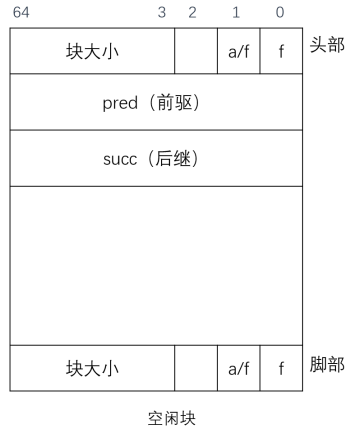 64 3 2 1 0
块大小 a/f f 头部
pred（前驱）
succ（后继）
块大小 a/f f 脚部
空闲块